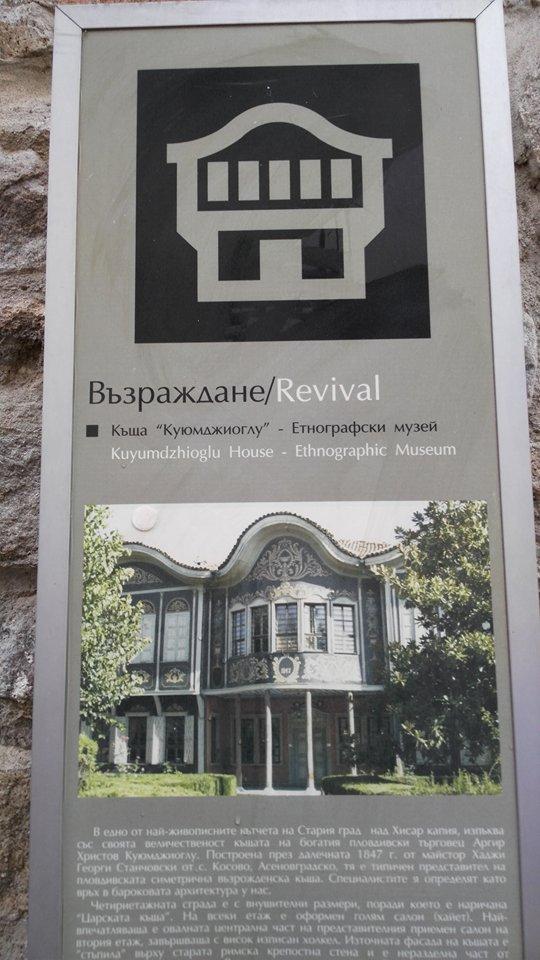 Възраждане/Revival
Къща "Куюмджиоглу" - Етнографски музей
Kuyumdzhioglu House - Ethnographic Museum
1847
В едно от най-живописните кътчета на Стария град над Хисар капия, изпъква
със своята величественост къщата на богатия пловдивски търговец Аргир
Христов Куюмджиоглу. Построена през далечната 1847 г. от майстор Хаджи
Георги Станчовски от с. Косово, Асеновградско, тя е типичен представител на
пловдивската симетрична възрожденска къща. Специалистите я определят като
връх в бароковата архитектура у нас.
Четириетажната сграда е с внушителни размери, поради което е наричана
"Царската къща". На всеки етаж е оформен голям салон (хайет). Най-
впечатляваща е овалната централна част на представителния приемен салон на
втория етаж, завършваща с висок изписан холкел. Източната фасада на къщата е
"стъпила" върху старата римска крепостна стена и е неразделна част от